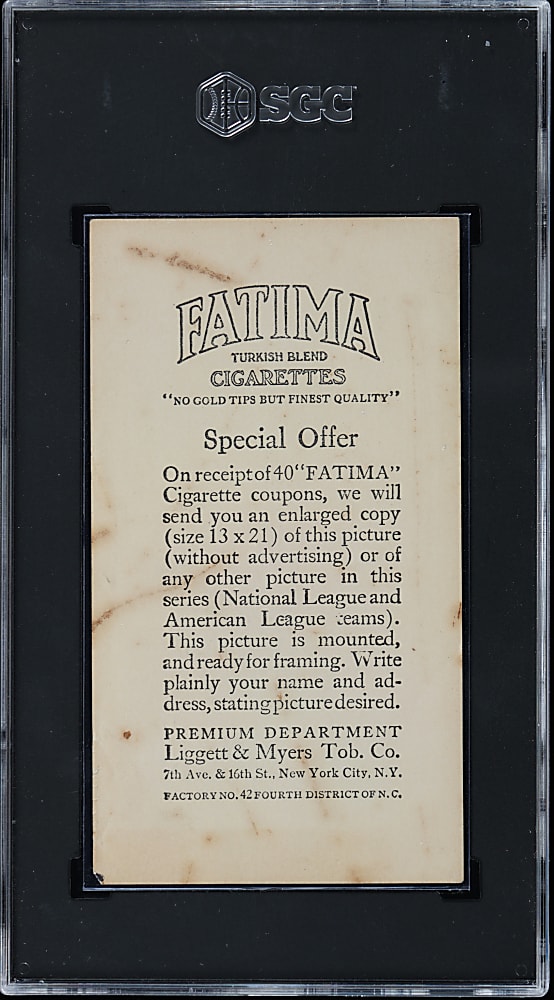 SGC
FATIMA
TURKISH BLEND
CIGARETTES
"NO GOLD TIPS BUT FINEST QUALITY"
Special Offer
On receipt of 40 "FATIMA"
Cigarette coupons, we will
send you an enlarged copy
(size 13 x 21) of this picture
(without advertising) or of
any other picture in this
series (National League and
American League teams).
This picture is mounted,
and ready for framing. Write
plainly your name and ad-
dress, stating picture desired.
PREMIUM DEPARTMENT
Liggett & Myers Tob. Co.
7th Ave. & 16th St., New York City, N.Y.
FACTORY NO. 42 FOURTH DISTRICT OF N. C.